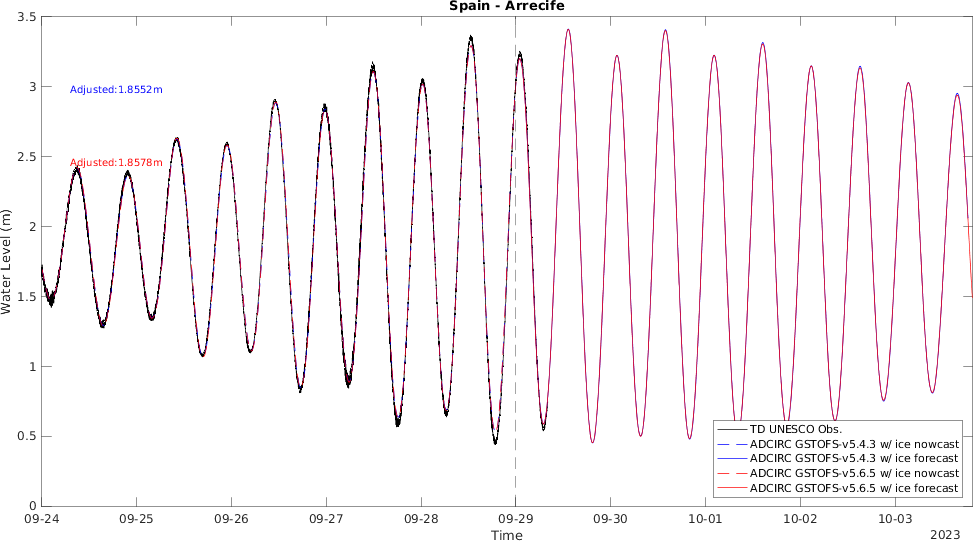 Spain - Arrecife
3.5
3
2.5
2
1.5
1
0.5
0
Water Level (m)
Adjusted:1.8552m
Adjusted:1.8578m
TD UNESCO Obs.
ADCIRC GSTOFS-v5.4.3 w/ ice nowcast
ADCIRC GSTOFS-v5.4.3 w/ ice forecast
ADCIRC GSTOFS-v5.6.5 w/ ice nowcast
ADCIRC GSTOFS-v5.6.5 w/ ice forecast
09-24 09-25 09-26 09-27 09-28 09-29 09-30 10-01 10-02 10-03
Time
2023